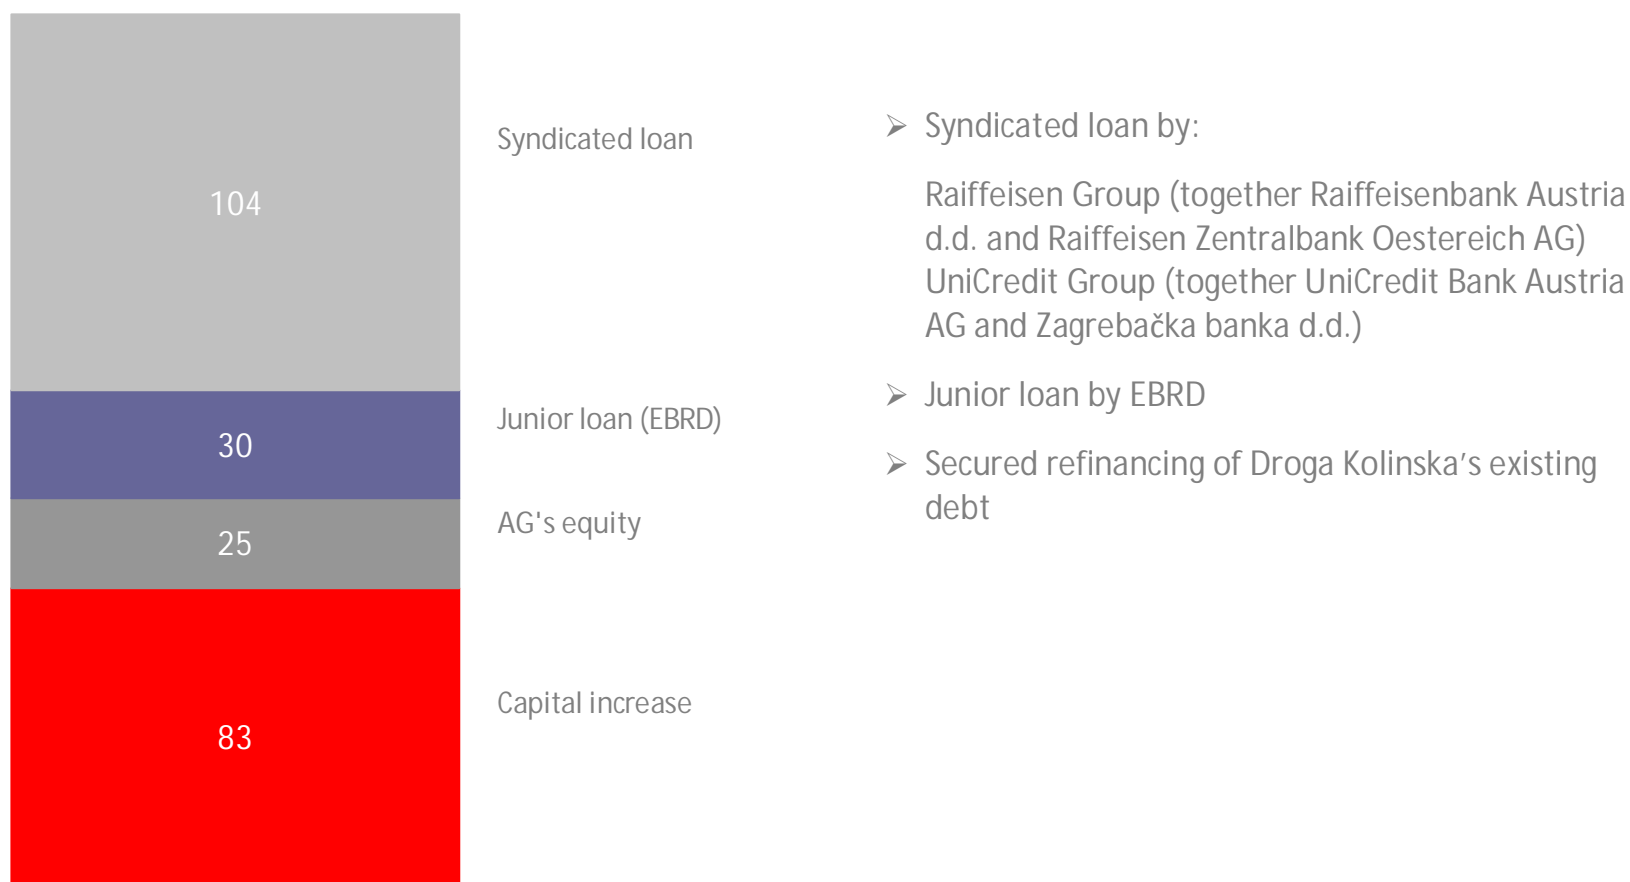 104
Syndicated loan
30
Junior loan (EBRD)
25
AG's equity
83
Capital increase
➢ Syndicated loan by:
Raiffeisen Group (together Raiffeisenbank Austria
d.d. and Raiffeisen Zentralbank Oestereich AG)
UniCredit Group (together UniCredit Bank Austria
AG and Zagrebačka banka d.d.)
➢ Junior loan by EBRD
➢ Secured refinancing of Droga Kolinska’s existing
debt